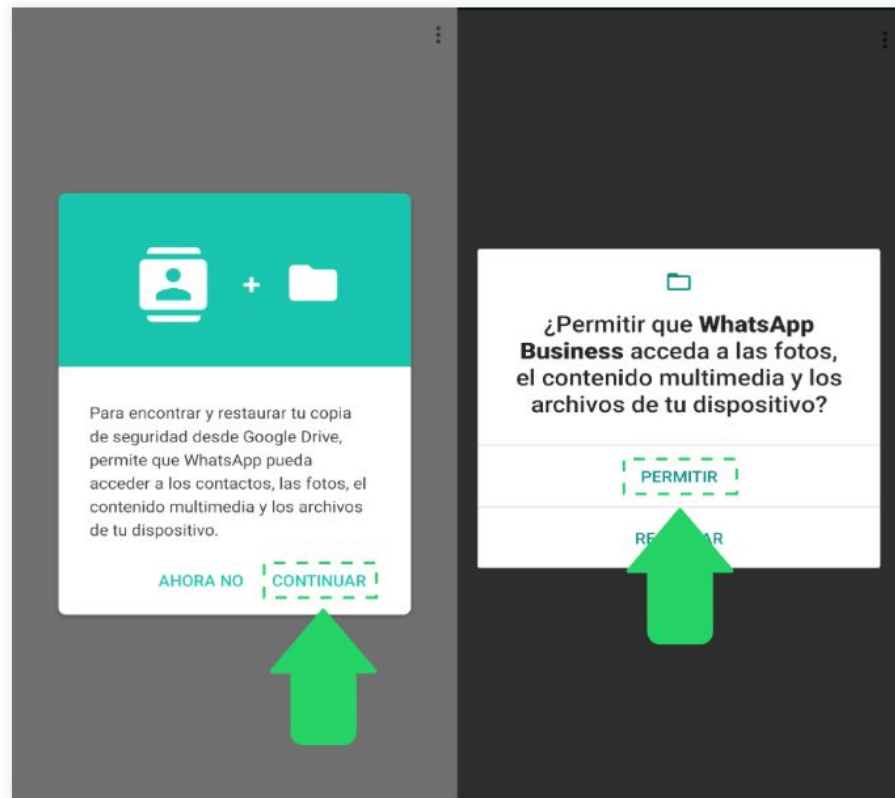 Para encontrar y restaurar tu copia
de seguridad desde Google Drive,
permite que WhatsApp pueda
acceder a los contactos, las fotos, el
contenido multimedia y los archivos
de tu dispositivo.
AHORA NO CONTINUAR
¿Permitir que WhatsApp
Business acceda a las fotos,
el contenido multimedia y los
archivos de tu dispositivo?
PERMITIR